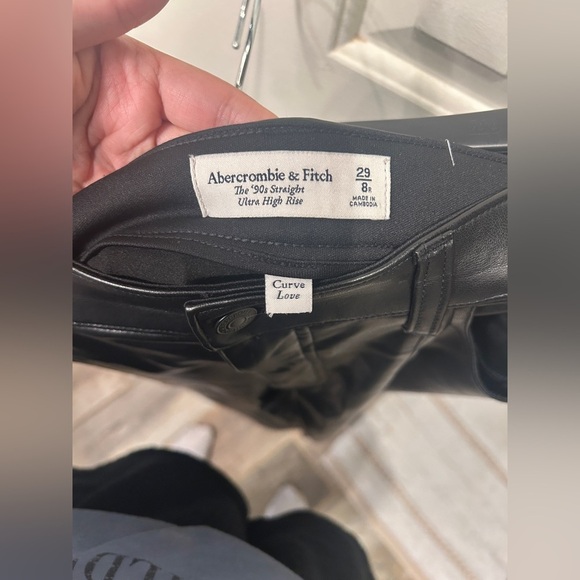 Abercrombie & Fitch
The '90s Straight
Ultra High Rise
29
8R
MADE IN
CAMBODIA
Curve
Love